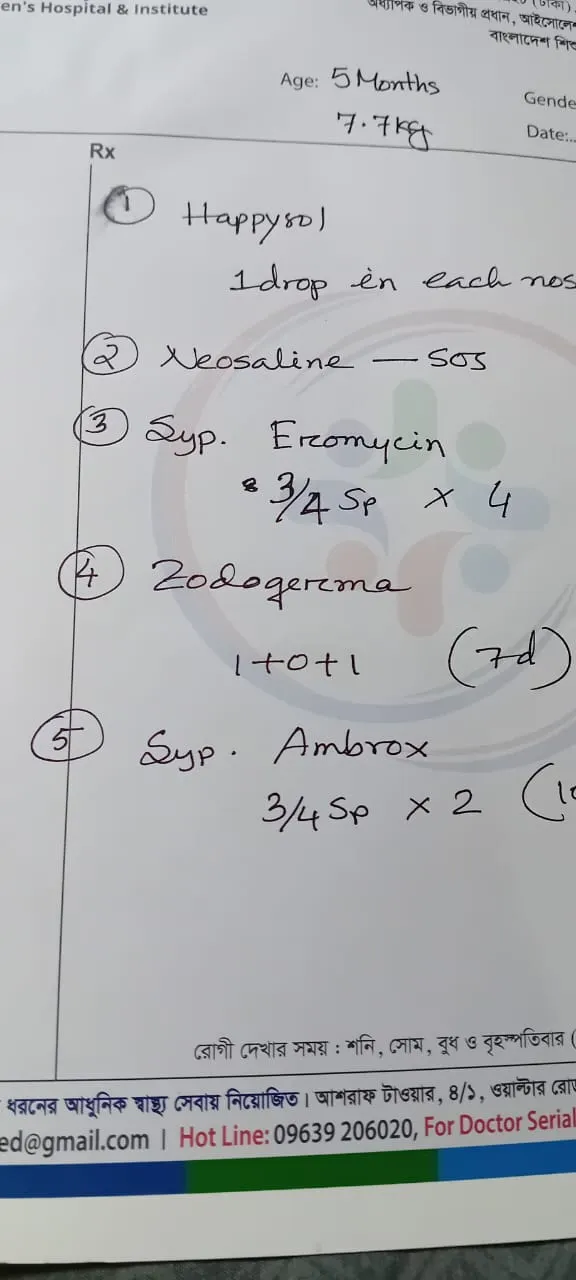 en's Hospital & Institute
অধ্যাপক ও বিভাগীয় প্রধান, আইসোলে
বাংলাদেশ শি
Age: 5 Months
Gende
7.7kg
Date:..
Rx
① Happysol
1 drop in each nos
② Neosaline — SOS
③ Syp. Eromycin
3/4 Sp × 4
④ Zodogerma
1+0+1 (7d)
⑤ Syp. Ambrox
3/4 Sp × 2 (1
রোগী দেখার সময় : শনি, সোম, বুধ ও বৃহস্পতিবার (
ধরনের আধুনিক স্বাস্থ্য সেবায় নিয়োজিত। আশরাফ টাওয়ার, ৪/১, ওয়াল্টার রো
ed@gmail.com | Hot Line: 09639 206020, For Doctor Serial